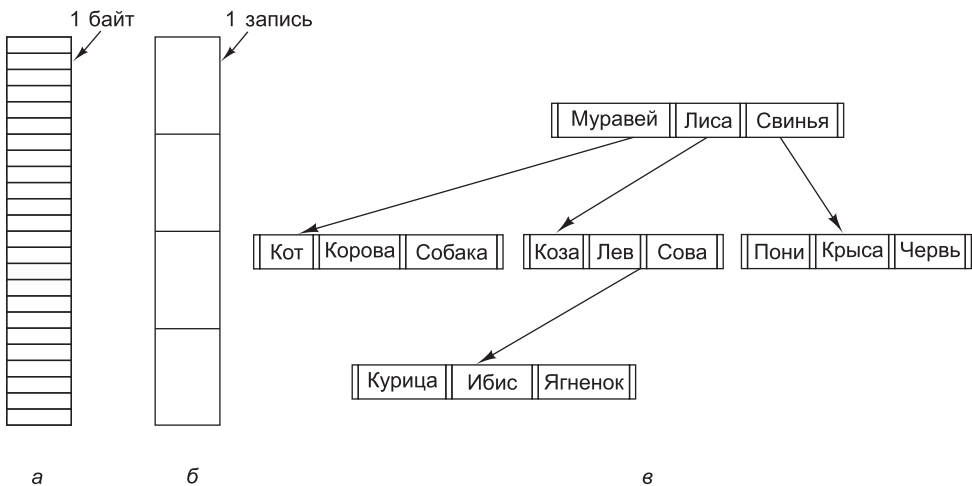 1 байт
1 запись
Муравей Лиса Свинья
Кот Корова Собака
Коза Лев Сова
Пони Крыса Червь
Курица Ибис Ягненок
а
б
в